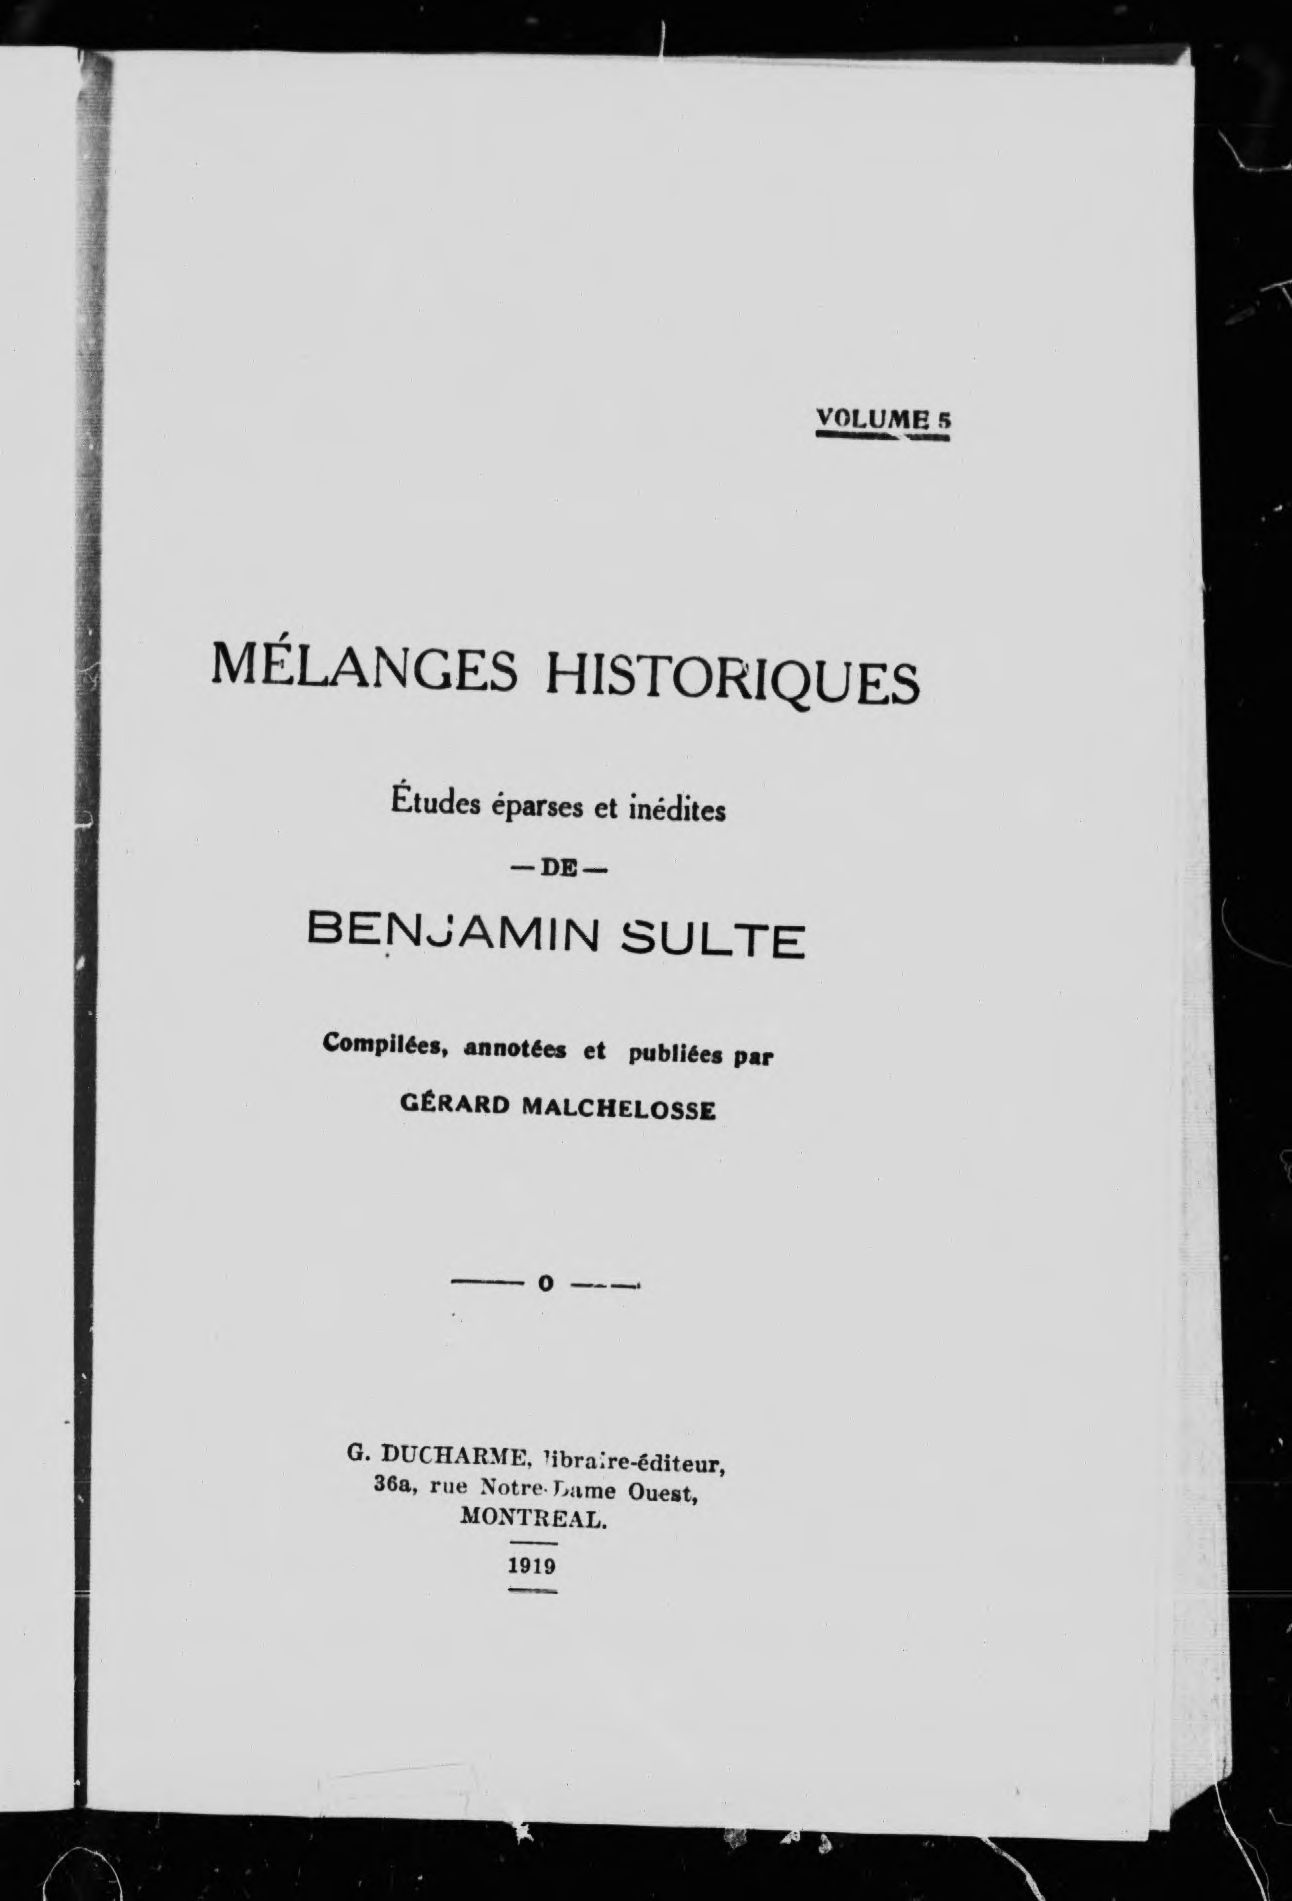 VOLUME 5
MÉLANGES HISTORIQUES
Études éparses et inédites
— DE —
BENJAMIN SULTE
Compilées, annotées et publiées par
GÉRARD MALCHELOSSE
—— o ——
G. DUCHARME, libraire-éditeur,
36a, rue Notre-Dame Ouest,
MONTREAL.
1919